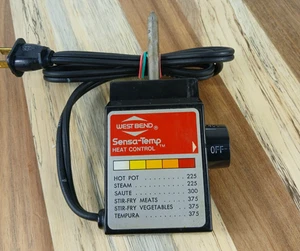 WEST BEND
Sensa-Temp™
HEAT CONTROL
OFF
HOT POT ........... 225
STEAM ............. 225
SAUTE ............. 300
STIR-FRY MEATS .... 375
STIR-FRY VEGETABLES .. 375
TEMPURA ........... 375